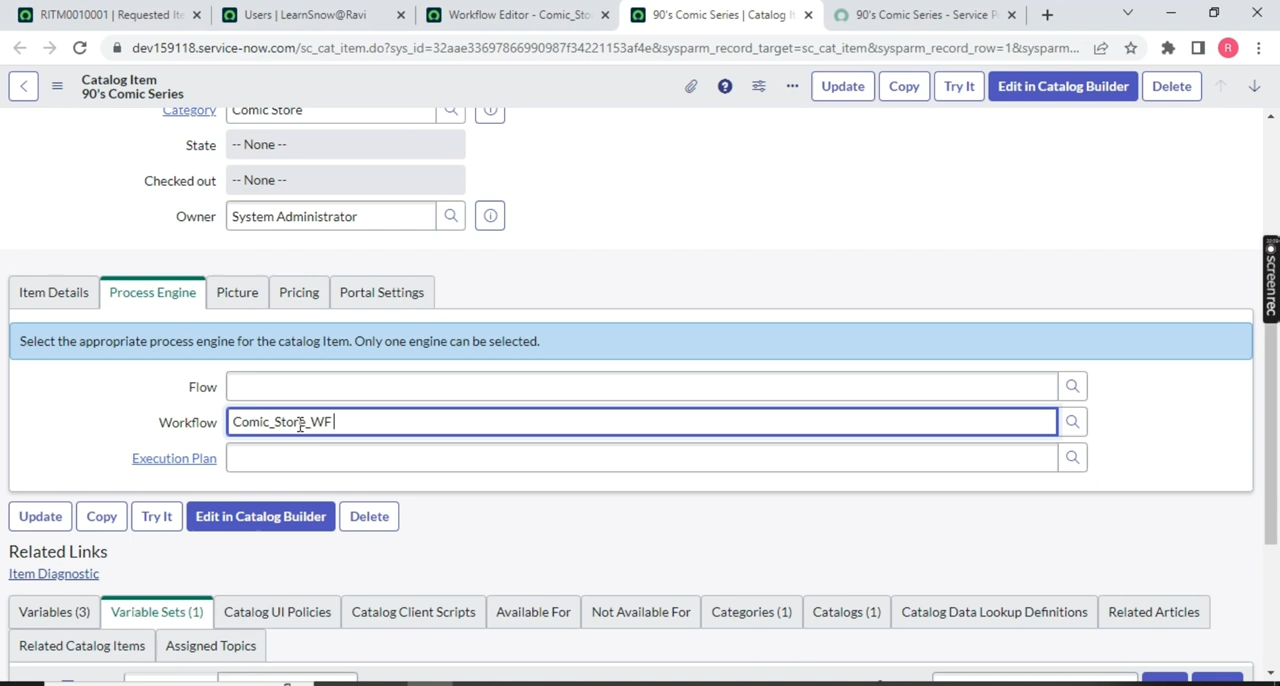 RITM0010001 | Requested Ite
Users | LearnSnow@Ravi
Workflow Editor - Comic_Sto
90's Comic Series | Catalog I
90's Comic Series - Service Po
dev159118.service-now.com/sc_cat_item.do?sys_id=32aae33697866990987f34221153af4e&sysparm_record_target=sc_cat_item&sysparm_record_row=1&sysparm...
R
Catalog Item
90's Comic Series
Update
Copy
Try It
Edit in Catalog Builder
Delete
Category
Comic Store
State
-- None --
Checked out
-- None --
Owner
System Administrator
screenrec
Item Details
Process Engine
Picture
Pricing
Portal Settings
Select the appropriate process engine for the catalog Item. Only one engine can be selected.
Flow
Workflow
Comic_Store_WF
Execution Plan
Update
Copy
Try It
Edit in Catalog Builder
Delete
Related Links
Item Diagnostic
Variables (3)
Variable Sets (1)
Catalog UI Policies
Catalog Client Scripts
Available For
Not Available For
Categories (1)
Catalogs (1)
Catalog Data Lookup Definitions
Related Articles
Related Catalog Items
Assigned Topics